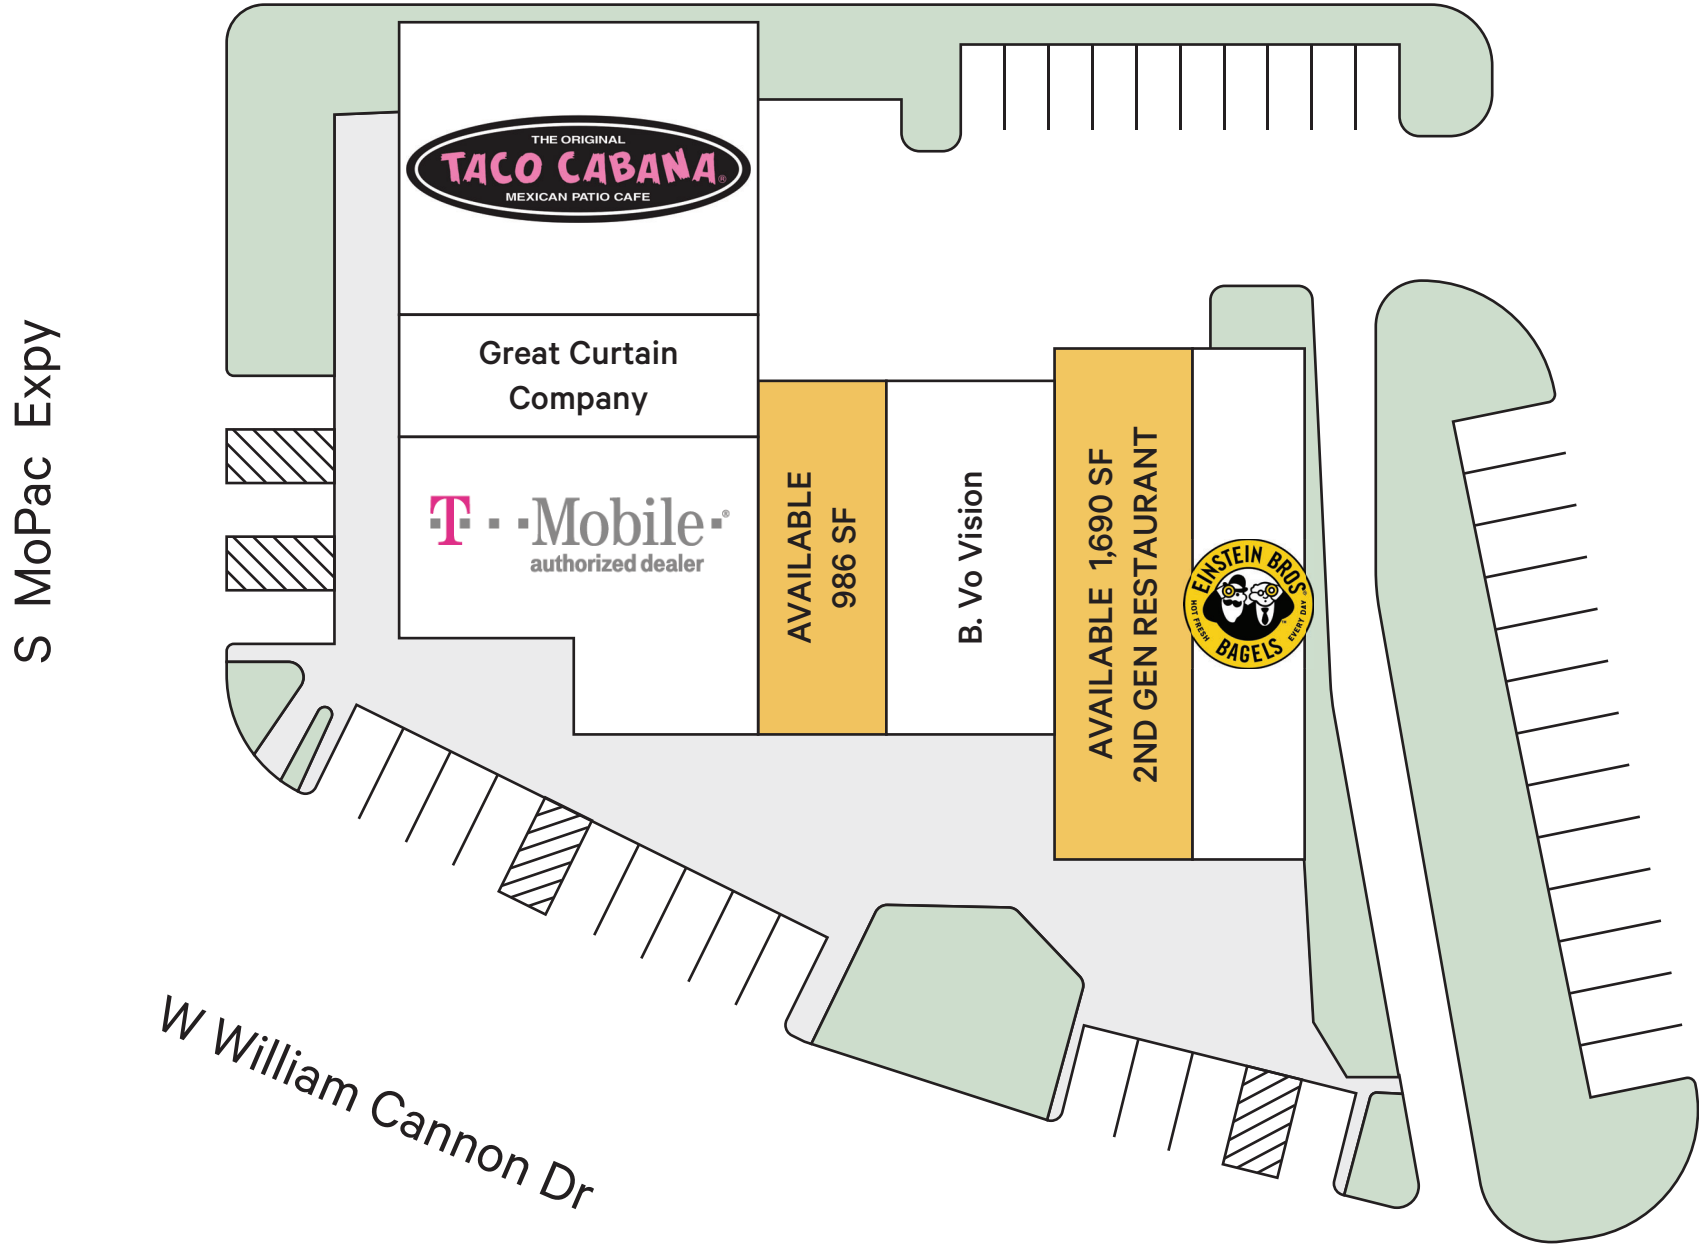 S MoPac Expy
THE ORIGINAL
TACO CABANA®
MEXICAN PATIO CAFE
Great Curtain
Company
T··Mobile·®
authorized dealer
AVAILABLE
986 SF
B. Vo Vision
AVAILABLE 1,690 SF
2ND GEN RESTAURANT
EINSTEIN BROS®
HOT FRESH
EVERY DAY
BAGELS
W William Cannon Dr